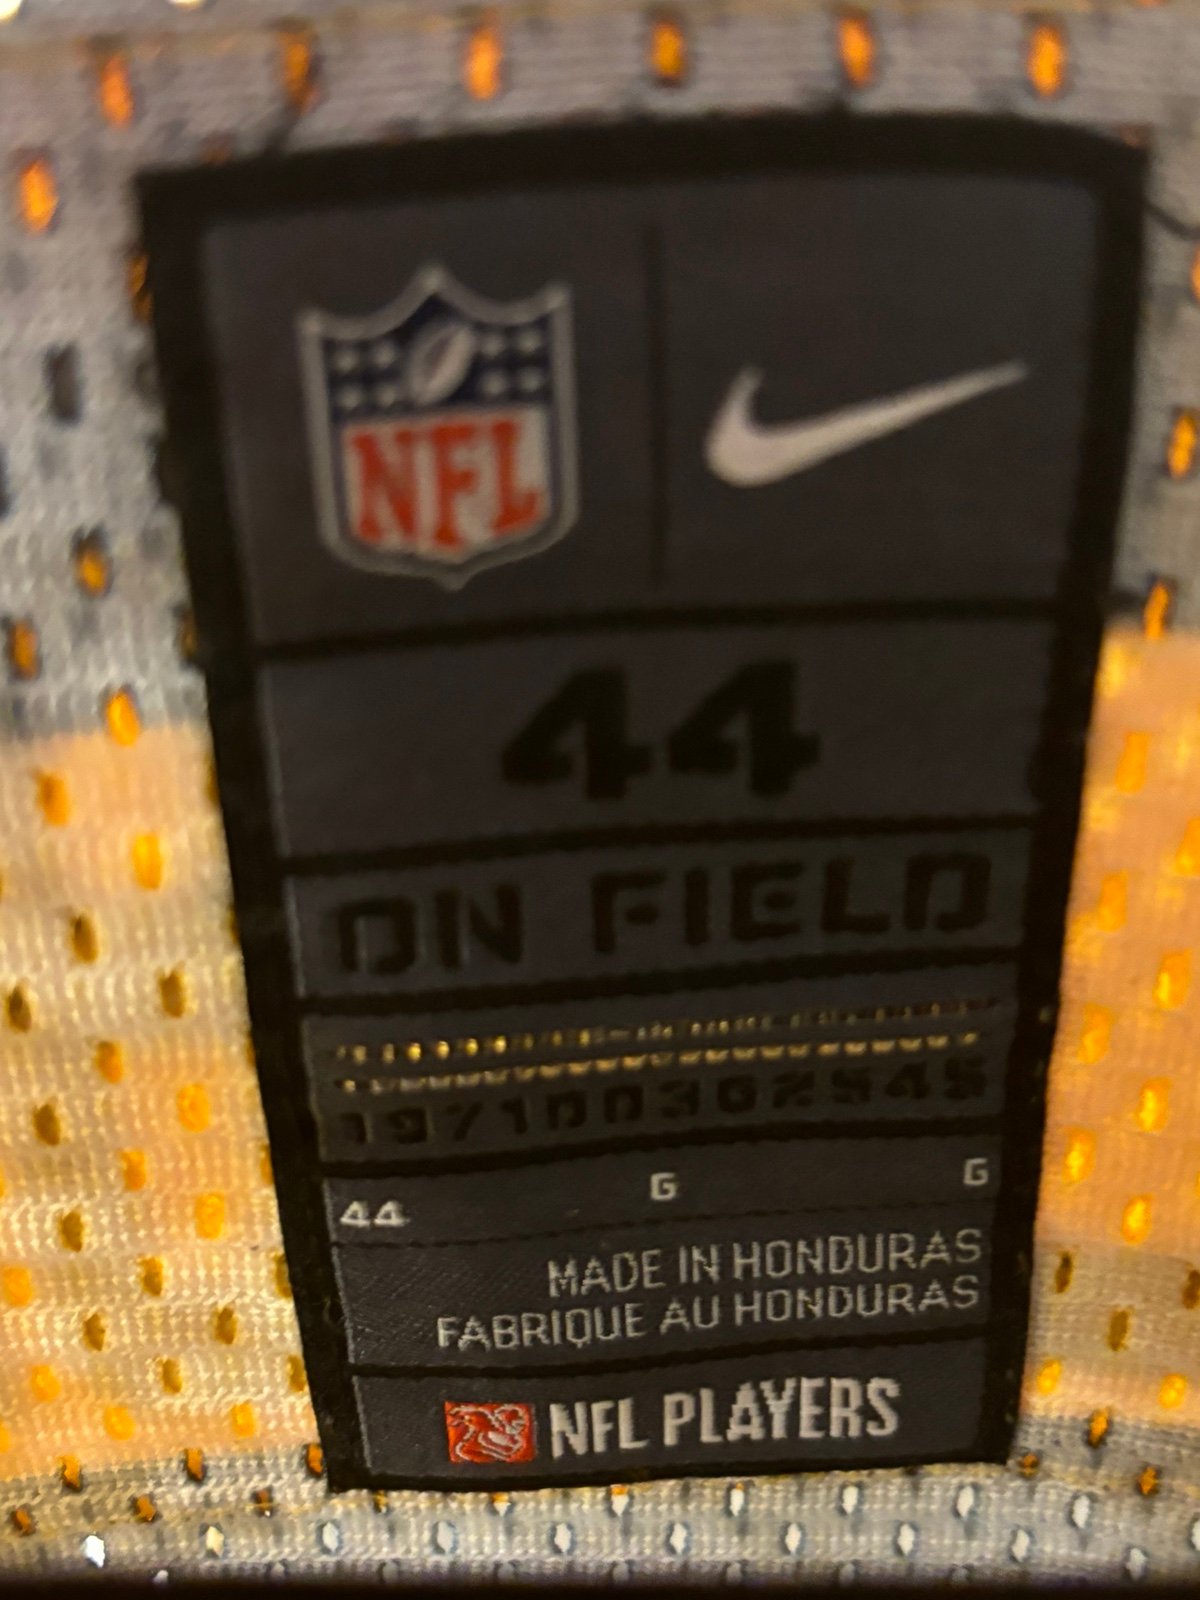 NFL
44
ON FIELD
44 G G
MADE IN HONDURAS
FABRIQUE AU HONDURAS
NFL PLAYERS